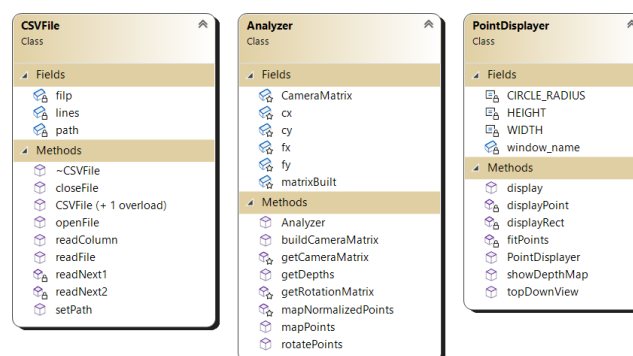 CSVFile
Class
Fields
filp
lines
path
Methods
~CSVFile
closeFile
CSVFile (+ 1 overload)
openFile
readColumn
readFile
readNext1
readNext2
setPath
Analyzer
Class
Fields
CameraMatrix
cx
cy
fx
fy
matrixBuilt
Methods
Analyzer
buildCameraMatrix
getCameraMatrix
getDepths
getRotationMatrix
mapNormalizedPoints
mapPoints
rotatePoints
PointDisplayer
Class
Fields
CIRCLE_RADIUS
HEIGHT
WIDTH
window_name
Methods
display
displayPoint
displayRect
fitPoints
PointDisplayer
showDepthMap
topDownView